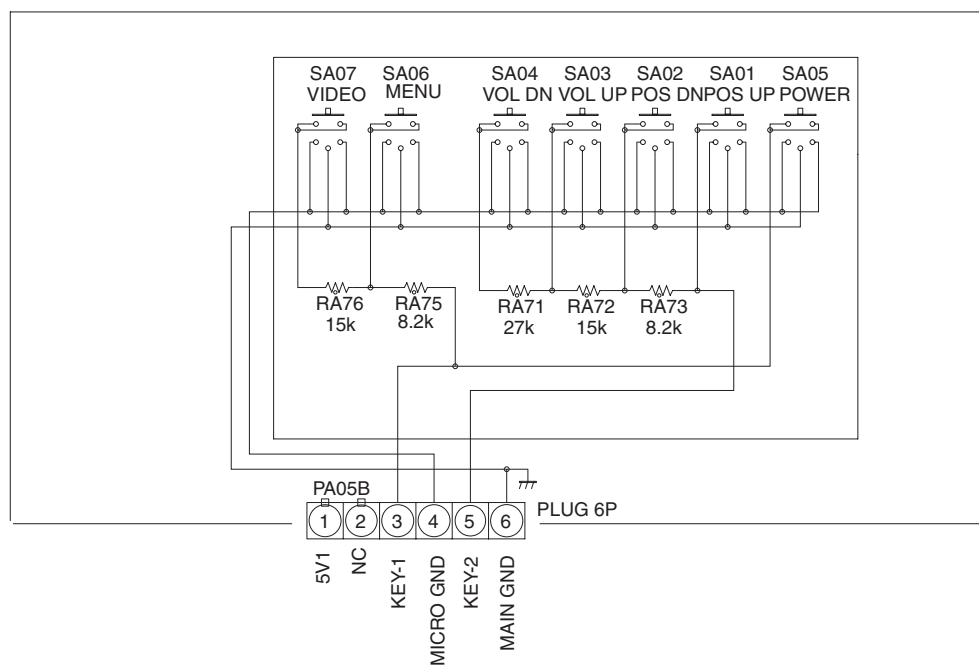 SA07 SA06 SA04 SA03 SA02 SA01 SA05
VIDEO MENU VOL DN VOL UP POS DN POS UP POWER
RA76 RA75 RA71 RA72 RA73
15k 8.2k 27k 15k 8.2k
PA05B
PLUG 6P
1 2 3 4 5 6
5V1
NC
KEY-1
MICRO GND
KEY-2
MAIN GND